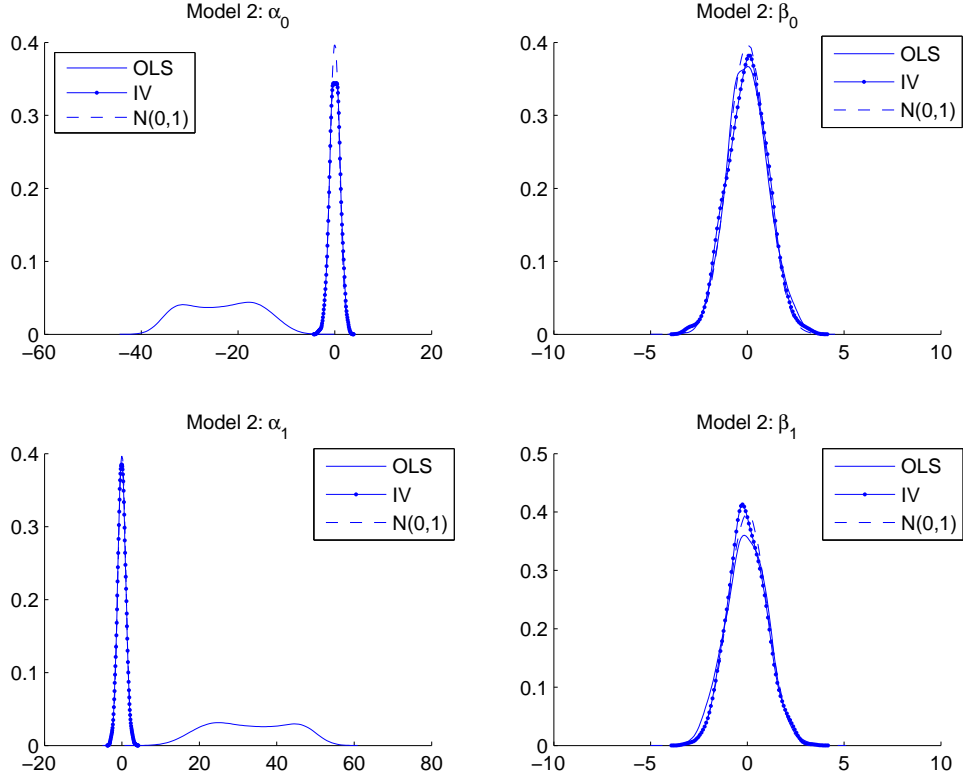 Model 2: α0
0.4
0.3
0.2
0.1
0
−60
−40
−20
0
20
OLS
IV
N(0,1)
Model 2: β0
0.4
0.3
0.2
0.1
0
−10
−5
0
5
10
OLS
IV
N(0,1)
Model 2: α1
0.4
0.3
0.2
0.1
0
−20
0
20
40
60
80
OLS
IV
N(0,1)
Model 2: β1
0.5
0.4
0.3
0.2
0.1
0
−10
−5
0
5
10
OLS
IV
N(0,1)